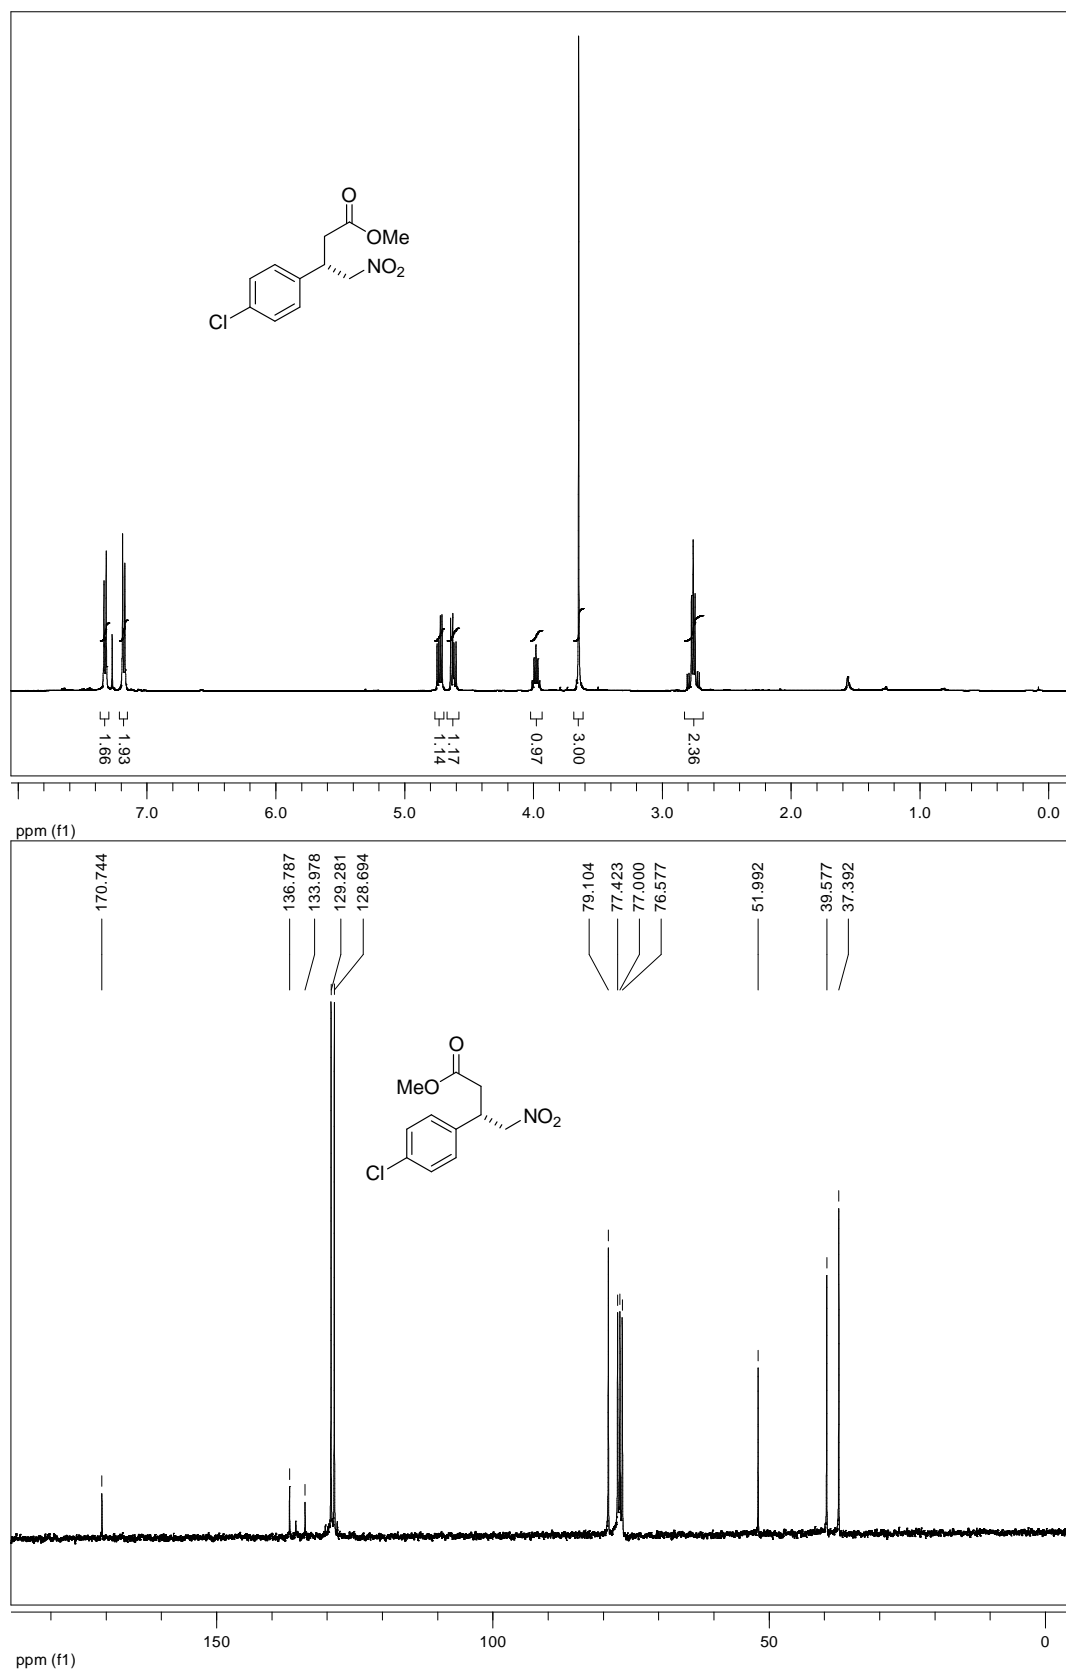 O
OMe
NO2
Cl
1.66
1.93
1.14
1.17
0.97
3.00
2.36
7.0 6.0 5.0 4.0 3.0 2.0 1.0 0.0
ppm (f1)
170.744
136.787
133.978
129.281
128.694
79.104
77.423
77.000
76.577
51.992
39.577
37.392
O
MeO
NO2
Cl
150 100 50 0
ppm (f1)